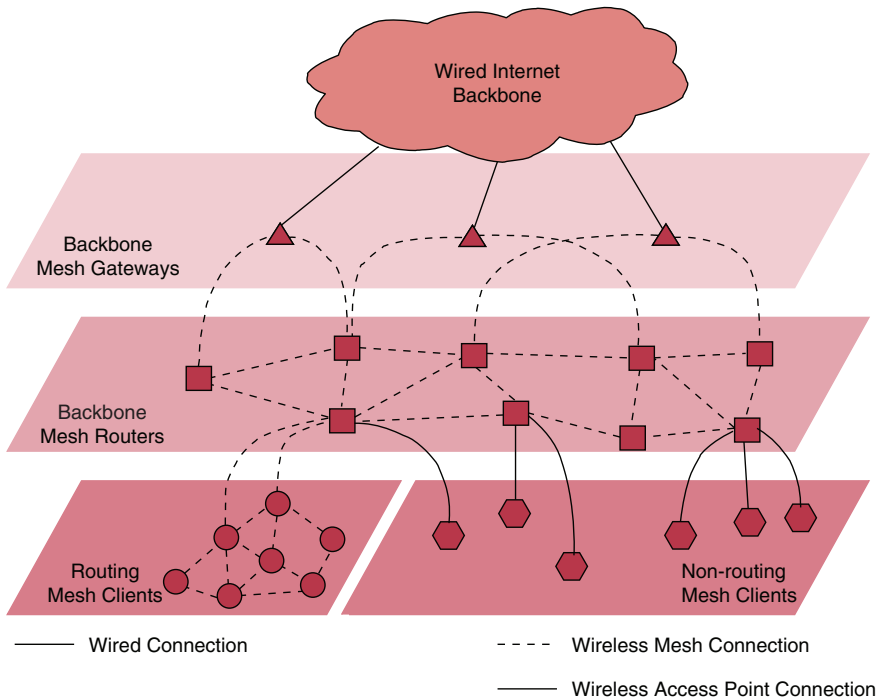 Wired Internet
Backbone
Backbone
Mesh Gateways
Backbone
Mesh Routers
Routing
Mesh Clients
Non-routing
Mesh Clients
Wired Connection
Wireless Mesh Connection
Wireless Access Point Connection